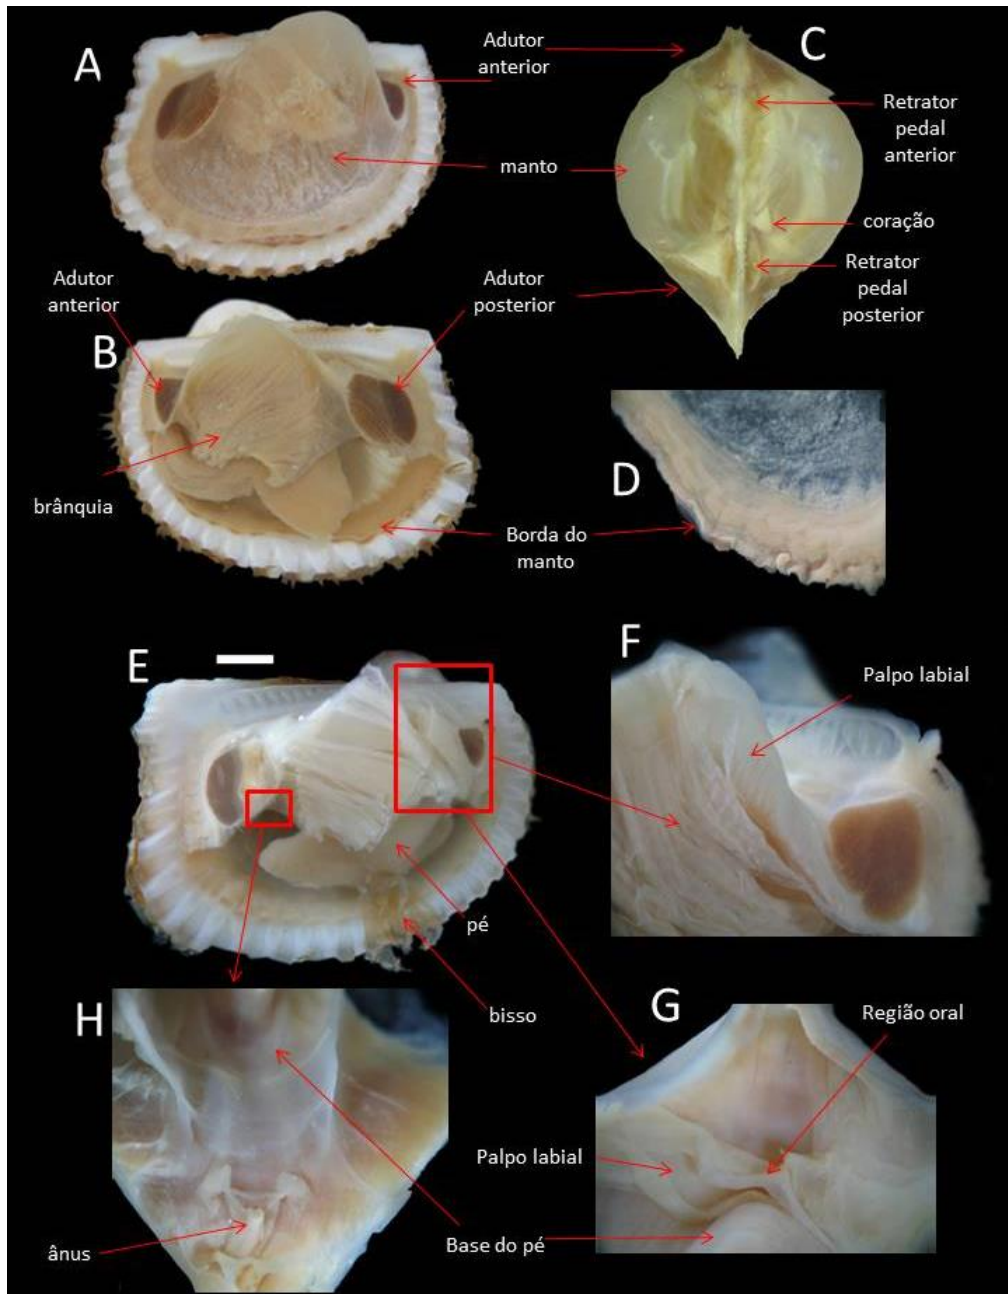 A
Adutor
anterior
C
Retrator
pedal
anterior
manto
coração
Adutor
anterior
Adutor
posterior
Retrator
pedal
posterior
B
D
brânquia
Borda do
manto
E
F
Palpo labial
pé
bisso
H
G
Região oral
Palpo labial
ânus
Base do pé